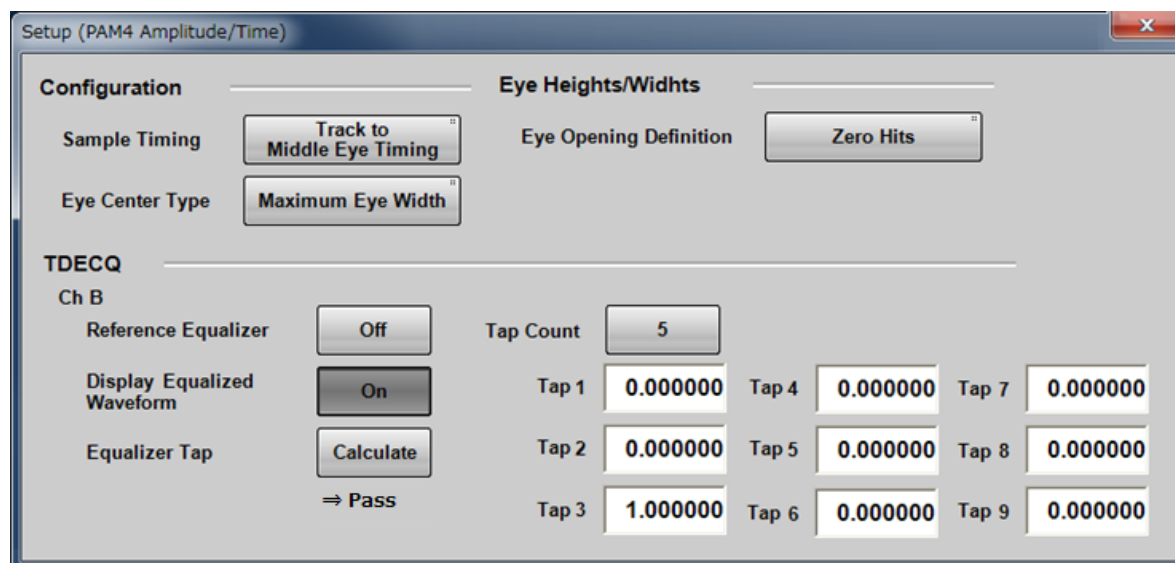 Setup (PAM4 Amplitude/Time)
Configuration
Eye Heights/Widhts
Sample Timing
Track to
Middle Eye Timing
Eye Opening Definition
Zero Hits
Eye Center Type
Maximum Eye Width
TDECQ
Ch B
Reference Equalizer
Off
Tap Count
5
Display Equalized
Waveform
On
Tap 1
0.000000
Tap 4
0.000000
Tap 7
0.000000
Equalizer Tap
Calculate
Tap 2
0.000000
Tap 5
0.000000
Tap 8
0.000000
⇒ Pass
Tap 3
1.000000
Tap 6
0.000000
Tap 9
0.000000